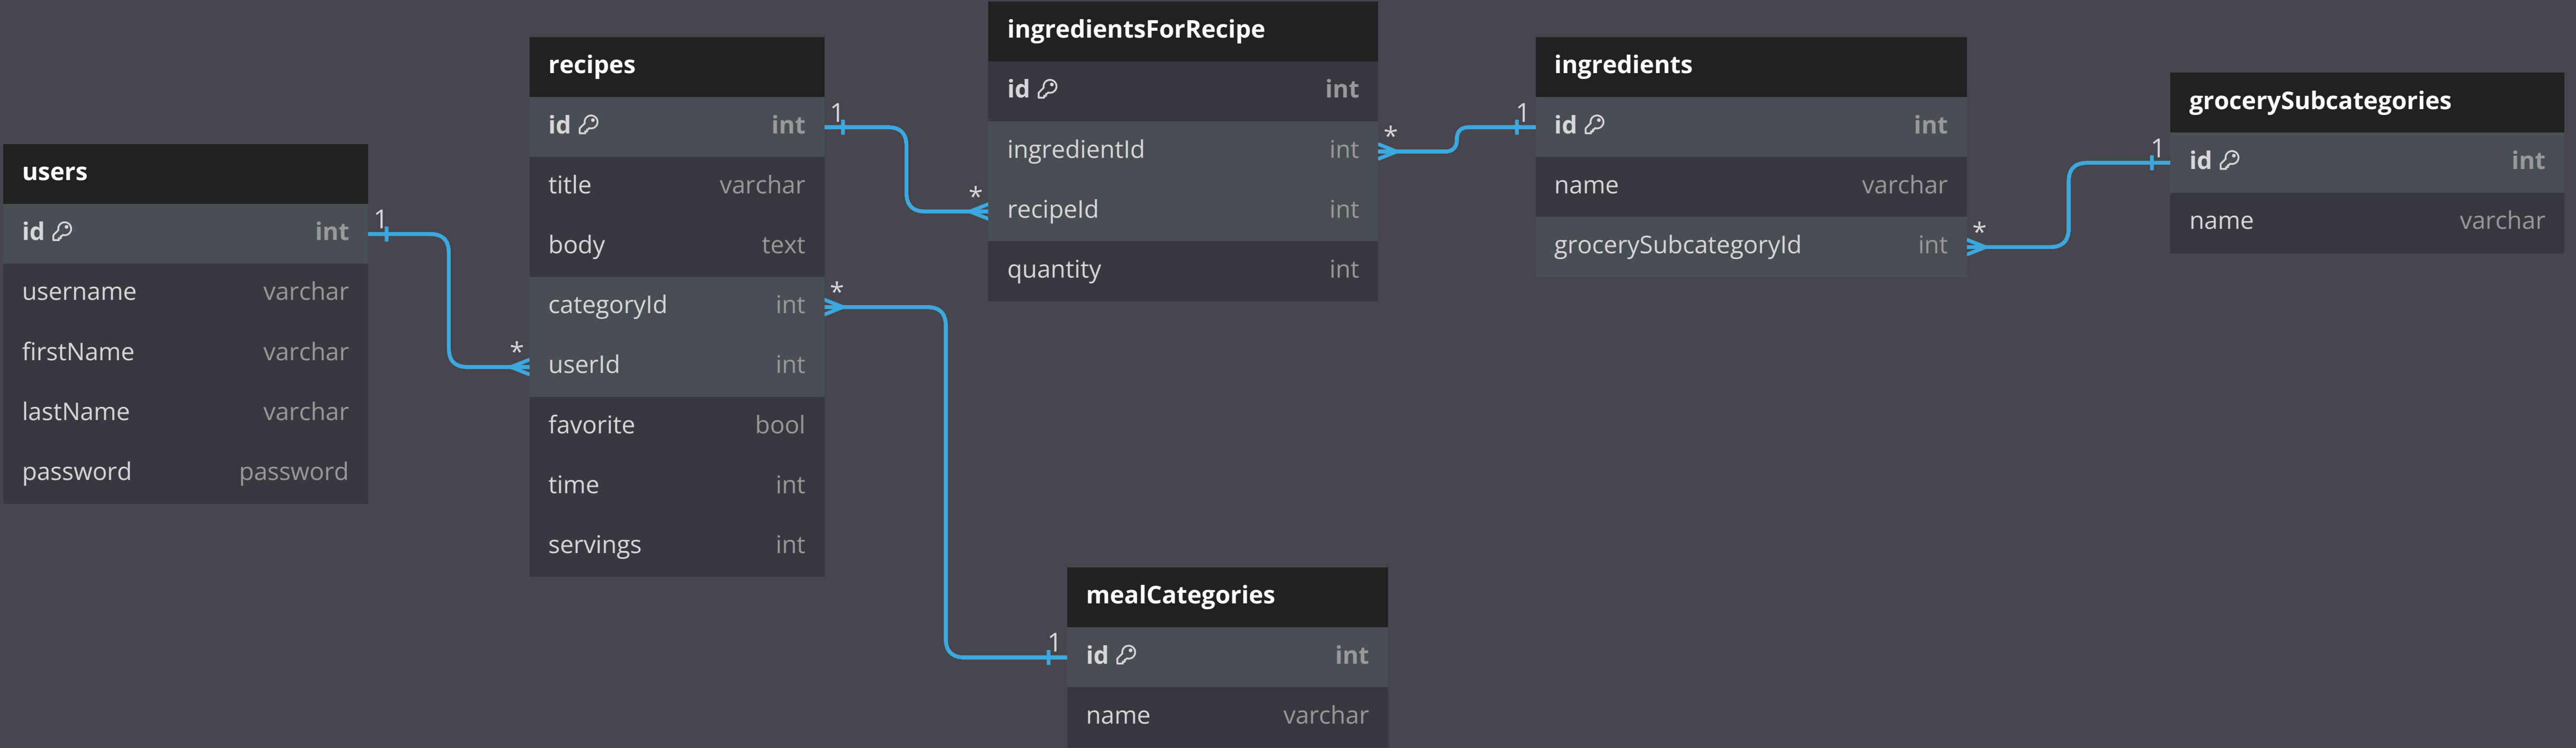 users
id int
username varchar
firstName varchar
lastName varchar
password password
recipes
id int
title varchar
body text
categoryId int
userId int
favorite bool
time int
servings int
ingredientsForRecipe
id int
ingredientId int
recipeId int
quantity int
ingredients
id int
name varchar
grocerySubcategoryId int
grocerySubcategories
id int
name varchar
mealCategories
id int
name varchar
1
*
1
*
*
1
*
1
*
1